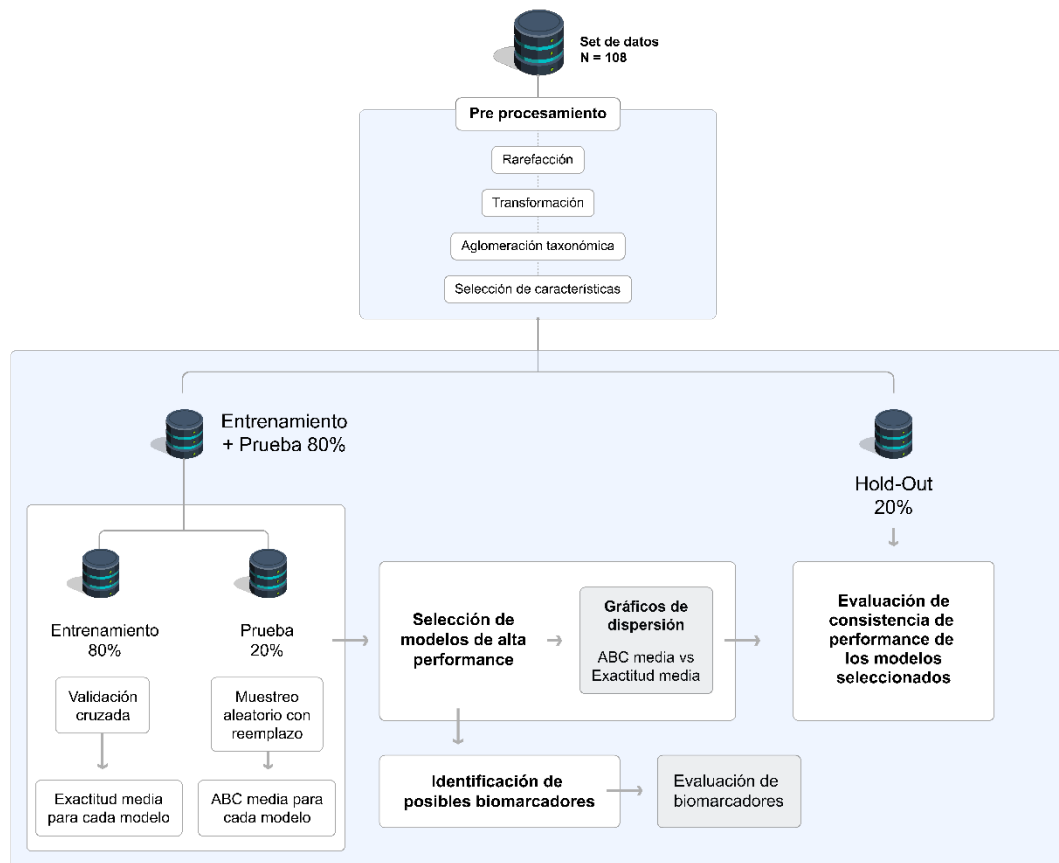 Set de datos
N = 108
Pre procesamiento
Rarefacción
Transformación
Aglomeración taxonómica
Selección de características
Entrenamiento
+ Prueba 80%
Hold-Out
20%
Entrenamiento
80%
Prueba
20%
Validación
cruzada
Muestreo
aleatorio con
reemplazo
Exactitud media
para cada modelo
ABC media para
cada modelo
Selección de
modelos de alta
performance
Gráficos de
dispersión
ABC media vs
Exactitud media
Evaluación de
consistencia de
performance de
los modelos
seleccionados
Identificación de
posibles biomarcadores
Evaluación de
biomarcadores